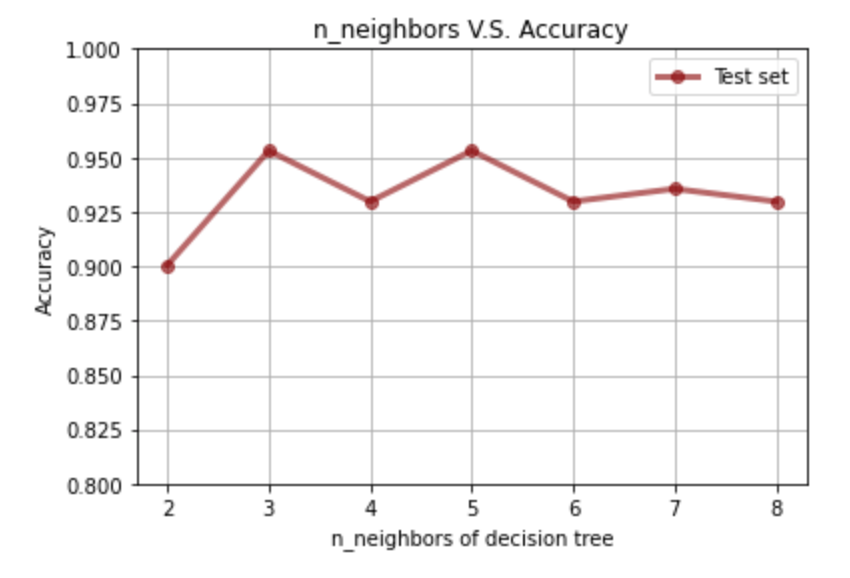 n_neighbors V.S. Accuracy
1.000
0.975
0.950
0.925
0.900
0.875
0.850
0.825
0.800
Accuracy
Test set
2 3 4 5 6 7 8
n_neighbors of decision tree